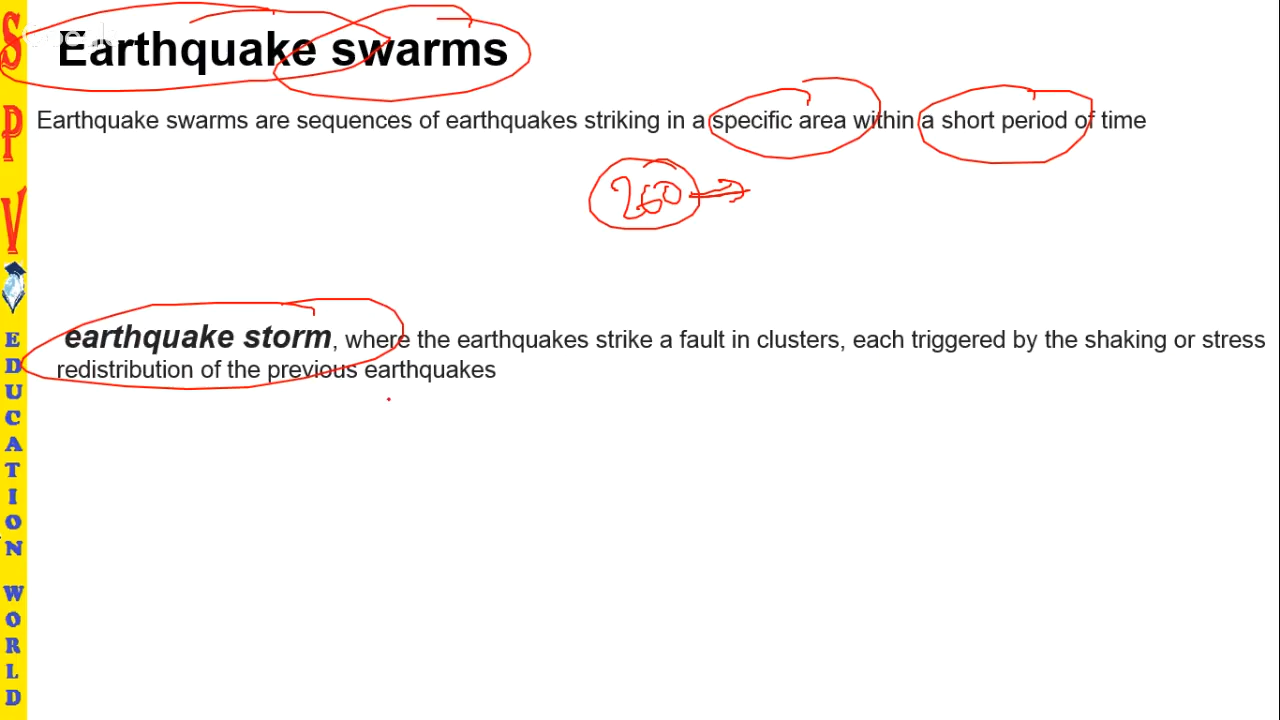 Earthquake swarms
Earthquake swarms are sequences of earthquakes striking in a specific area within a short period of time
260
earthquake storm, where the earthquakes strike a fault in clusters, each triggered by the shaking or stress
redistribution of the previous earthquakes
SPV
EDUCATION
WORLD